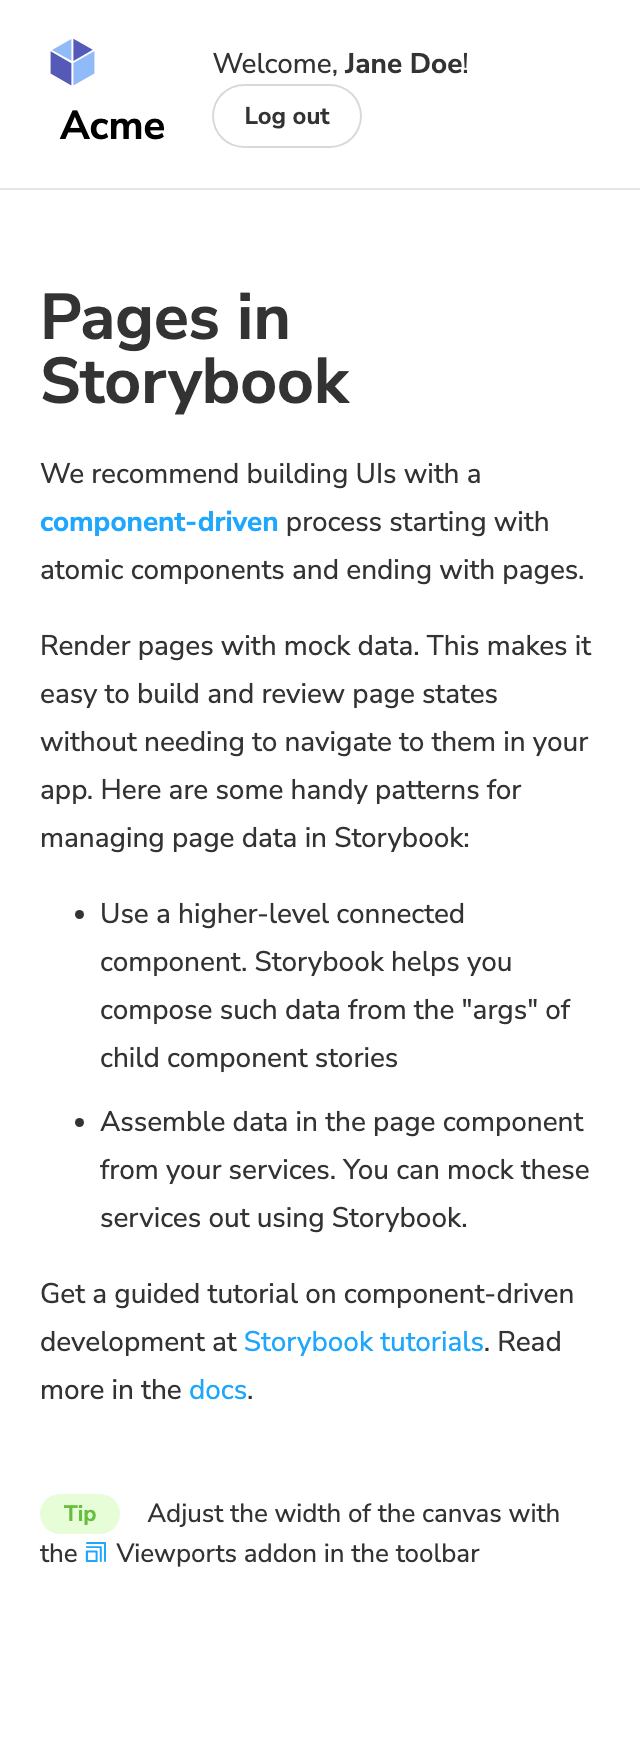 Acme
Welcome, Jane Doe!
Log out
Pages in
Storybook
We recommend building UIs with a
component-driven process starting with
atomic components and ending with pages.
Render pages with mock data. This makes it
easy to build and review page states
without needing to navigate to them in your
app. Here are some handy patterns for
managing page data in Storybook:
• Use a higher-level connected
component. Storybook helps you
compose such data from the "args" of
child component stories
• Assemble data in the page component
from your services. You can mock these
services out using Storybook.
Get a guided tutorial on component-driven
development at Storybook tutorials. Read
more in the docs.
Tip Adjust the width of the canvas with
the Viewports addon in the toolbar